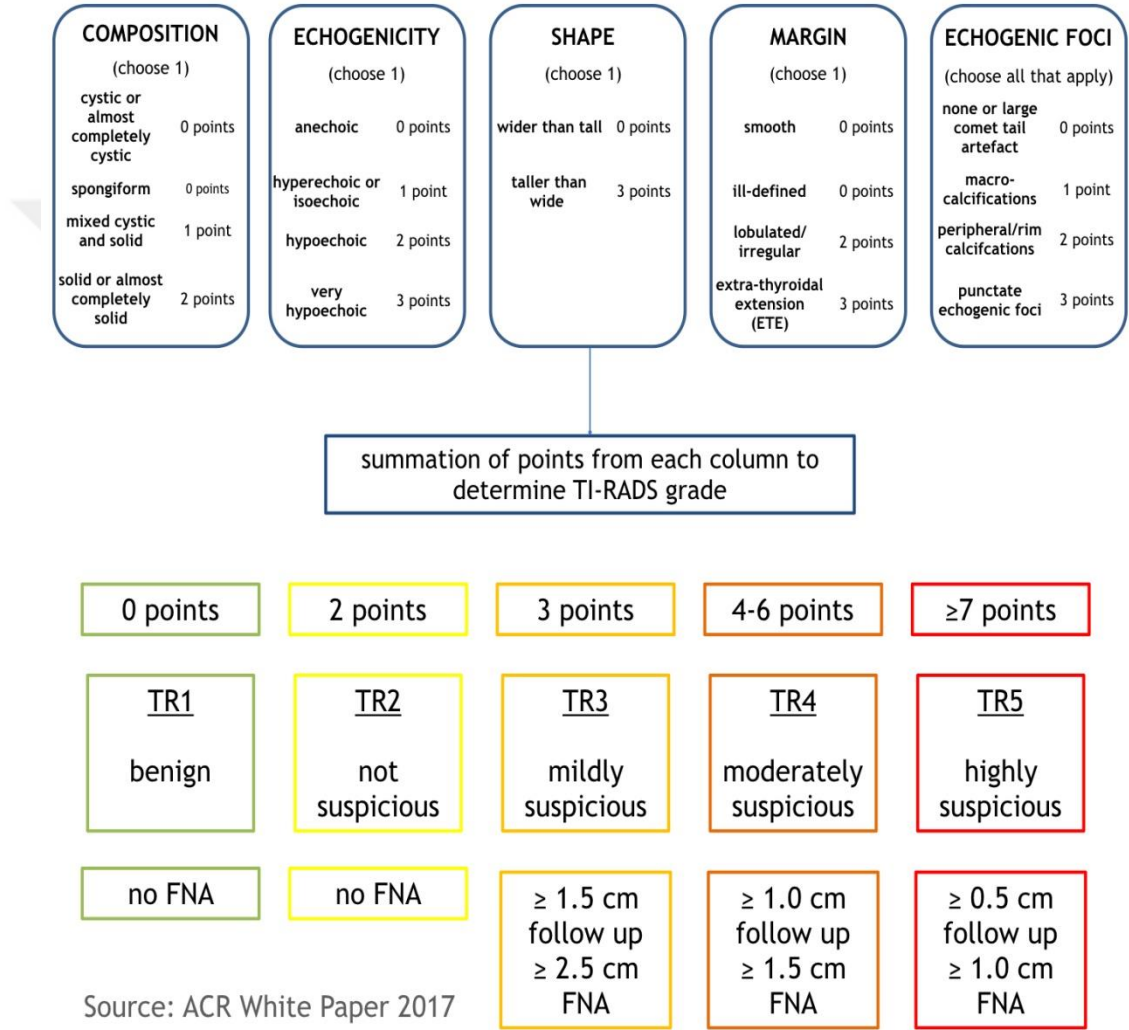 COMPOSITION
(choose 1)
cystic or
almost
completely
cystic
0 points
spongiform
0 points
mixed cystic
and solid
1 point
solid or almost
completely
solid
2 points
ECHOGENICITY
(choose 1)
anechoic
0 points
hyperechoic or
isoechoic
1 point
hypoechoic
2 points
very
hypoechoic
3 points
SHAPE
(choose 1)
wider than tall
0 points
taller than
wide
3 points
MARGIN
(choose 1)
smooth
0 points
ill-defined
0 points
lobulated/
irregular
2 points
extra-thyroidal
extension
(ETE)
3 points
ECHOGENIC FOCI
(choose all that apply)
none or large
comet tail
artefact
0 points
macro-
calcifications
1 point
peripheral/rim
calcifcations
2 points
punctate
echogenic foci
3 points
summation of points from each column to
determine TI-RADS grade
0 points
2 points
3 points
4-6 points
≥7 points
TR1
benign
TR2
not
suspicious
TR3
mildly
suspicious
TR4
moderately
suspicious
TR5
highly
suspicious
no FNA
no FNA
≥ 1.5 cm
follow up
≥ 2.5 cm
FNA
≥ 1.0 cm
follow up
≥ 1.5 cm
FNA
≥ 0.5 cm
follow up
≥ 1.0 cm
FNA
Source: ACR White Paper 2017